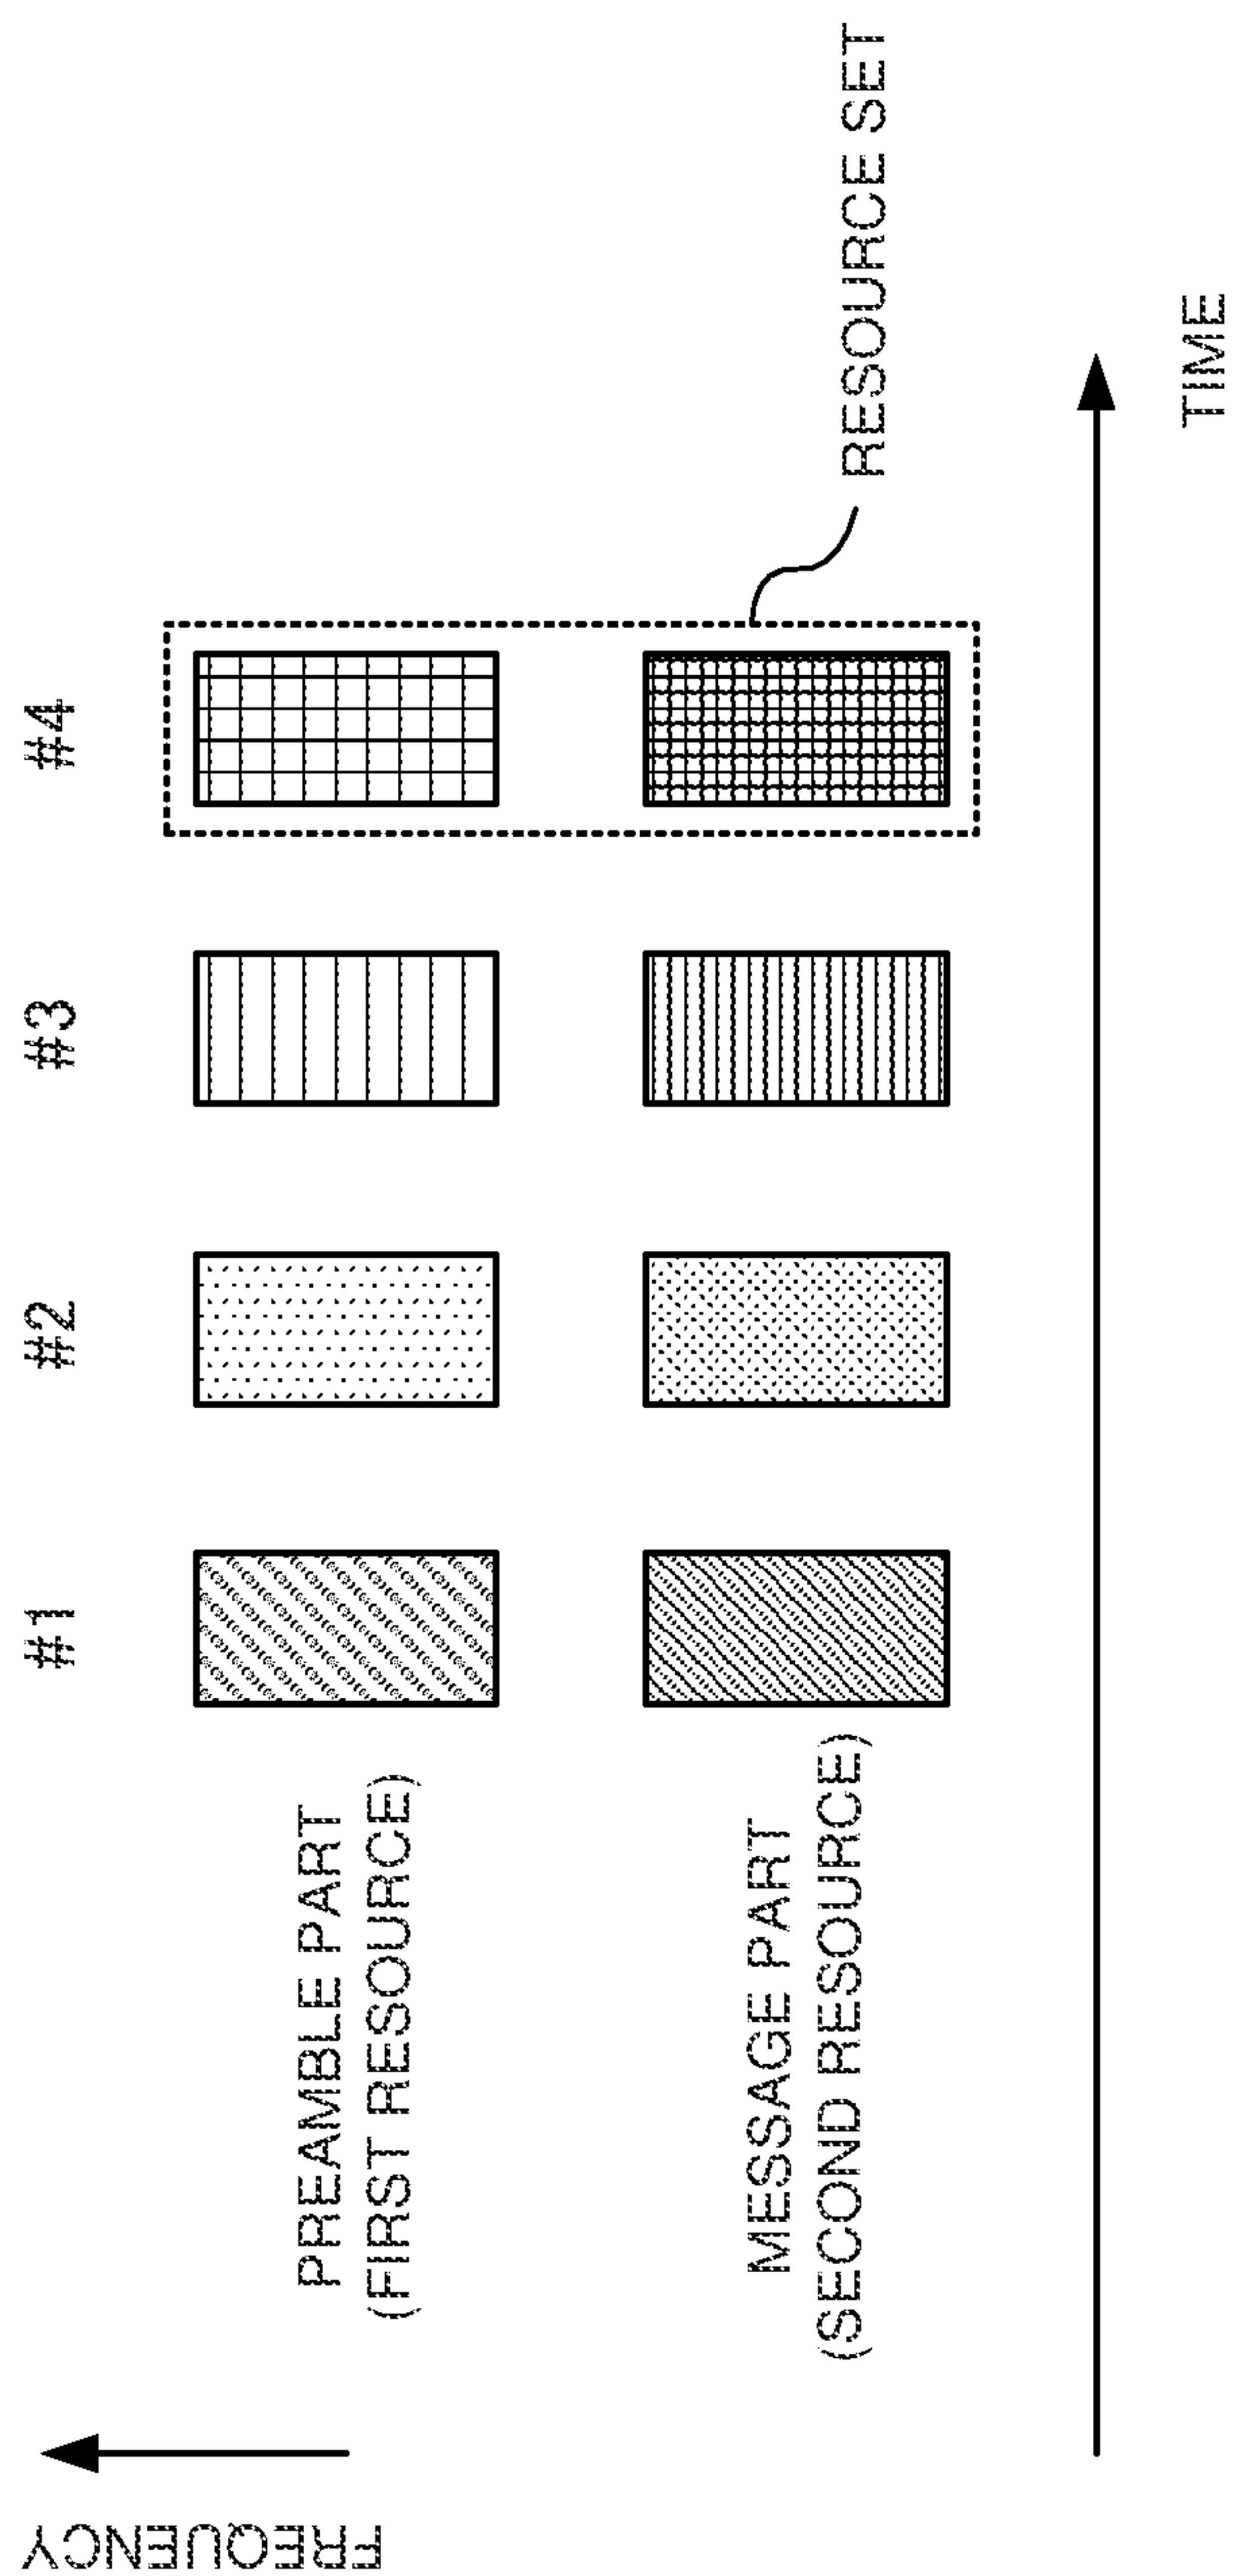 FREQUENCY
#1
#2
#3
#4
PREAMBLE PART
(FIRST RESOURCE)
MESSAGE PART
(SECOND RESOURCE)
RESOURCE SET
TIME